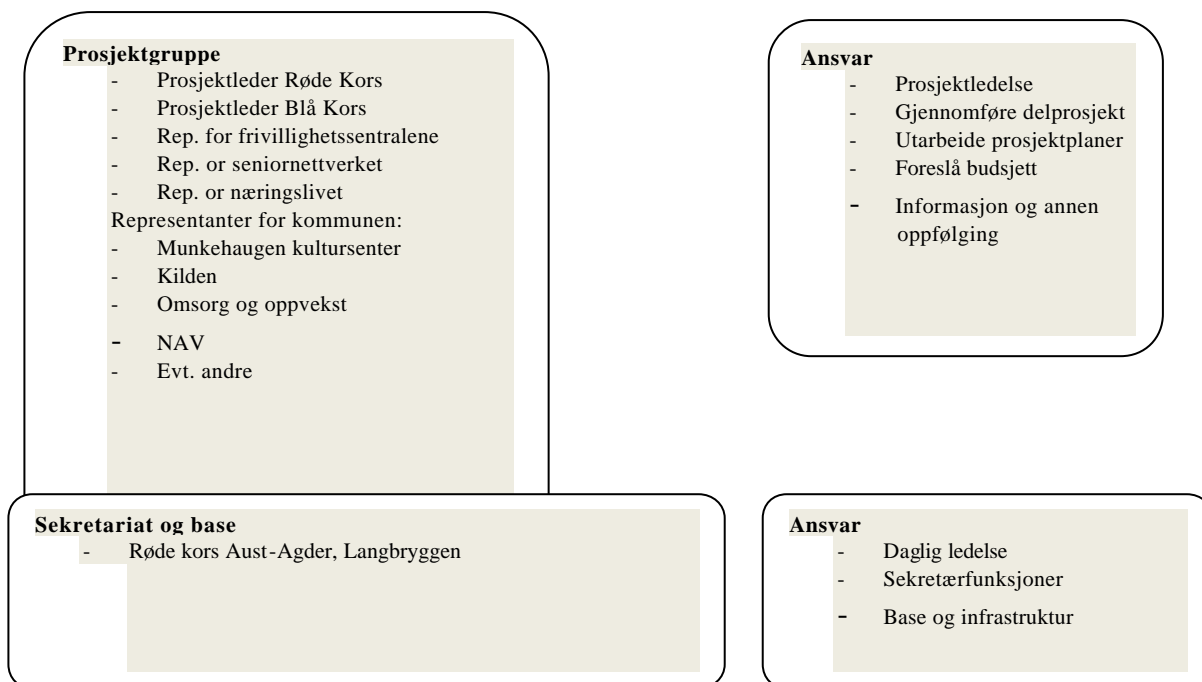 Prosjektgruppe
- Prosjektleder Røde Kors
- Prosjektleder Blå Kors
- Rep. for frivillighetssentralene
- Rep. or seniornettverket
- Rep. or næringslivet
Representanter for kommunen:
- Munkehaugen kultursenter
- Kilden
- Omsorg og oppvekst
- NAV
- Evt. andre
Ansvar
- Prosjektledelse
- Gjennomføre delprosjekt
- Utarbeide prosjektplaner
- Foreslå budsjett
- Informasjon og annen
oppfølging
Sekretariat og base
- Røde kors Aust-Agder, Langbryggen
Ansvar
- Daglig ledelse
- Sekretærfunksjoner
- Base og infrastruktur